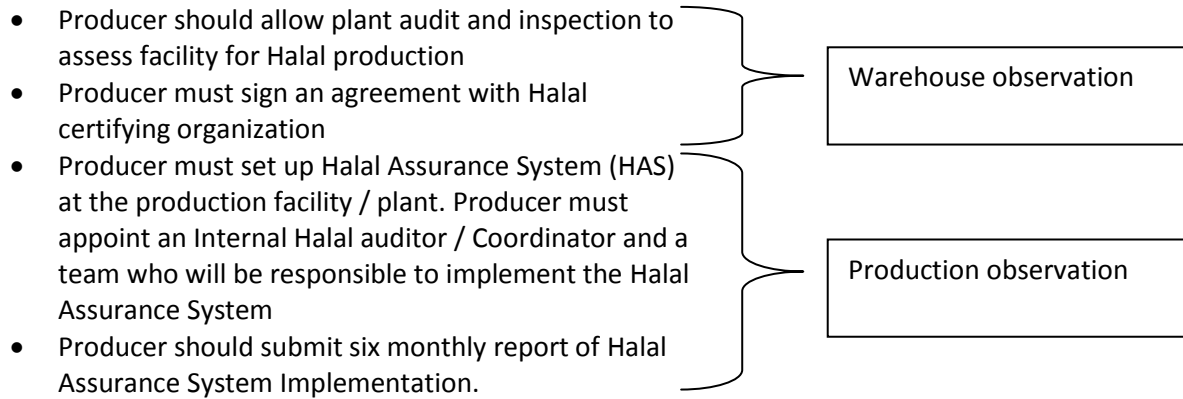 • Producer should allow plant audit and inspection to
assess facility for Halal production
• Producer must sign an agreement with Halal
certifying organization
• Producer must set up Halal Assurance System (HAS)
at the production facility / plant. Producer must
appoint an Internal Halal auditor / Coordinator and a
team who will be responsible to implement the Halal
Assurance System
• Producer should submit six monthly report of Halal
Assurance System Implementation.
Warehouse observation
Production observation